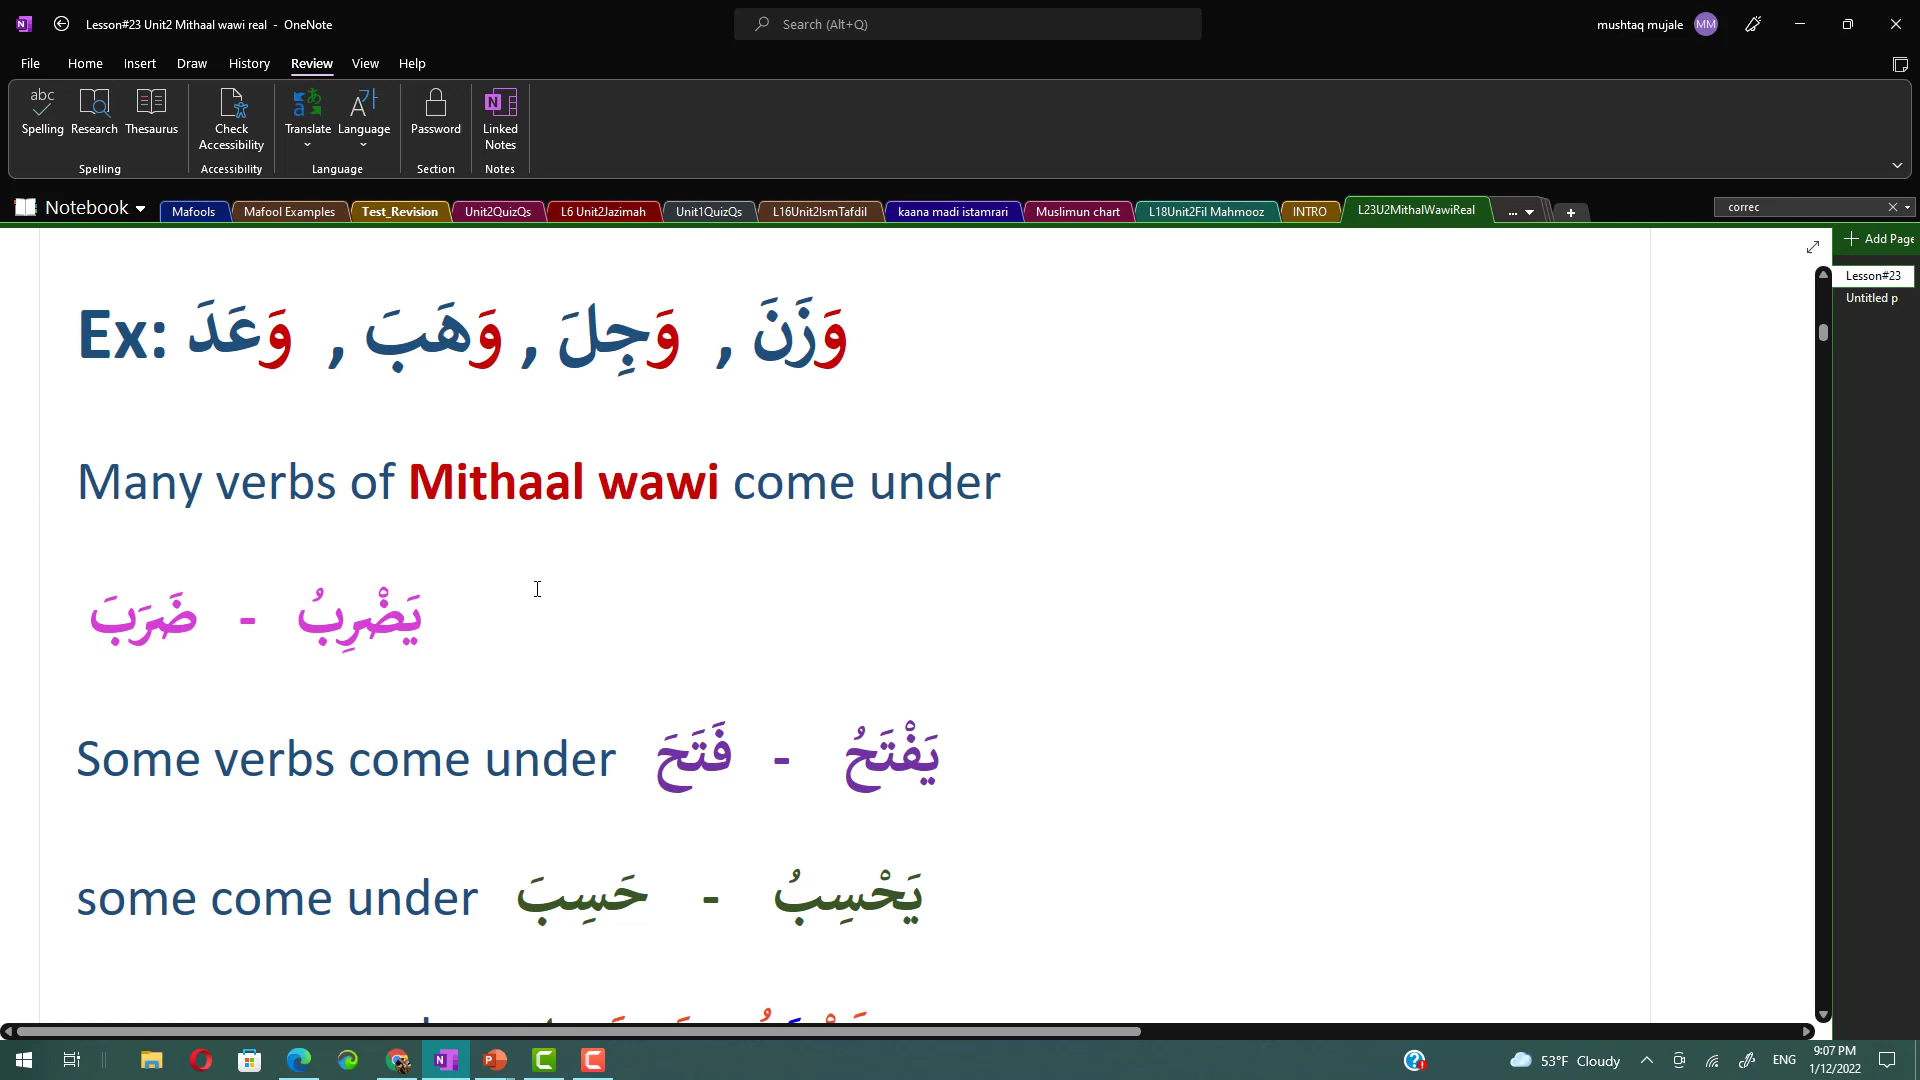 Lesson#23 Unit2 Mithaal wawi real - OneNote
Search (Alt+Q)
mushtaq mujale MM
File Home Insert Draw History Review View Help
abc
Spelling Research Thesaurus Check Accessibility Translate Language Password Linked Notes
Spelling Accessibility Language Section Notes
Notebook Mafools Mafool Examples Test_Revision Unit2QuizQs L6 Unit2Jazimah Unit1QuizQs L16Unit2IsmTafdil kaana madi istamrari Muslimun chart L18Unit2Fil Mahmooz INTRO L23U2MithalWawiReal ... + correc
Add Page
Lesson#23
Untitled p
Ex: وَعَدَ , وَهَبَ , وَجِلَ , وَزَنَ
Many verbs of Mithaal wawi come under
ضَرَبَ - يَضْرِبُ
Some verbs come under فَتَحَ - يَفْتَحُ
some come under حَسِبَ - يَحْسِبُ
53°F Cloudy ENG 9:07 PM
1/12/2022